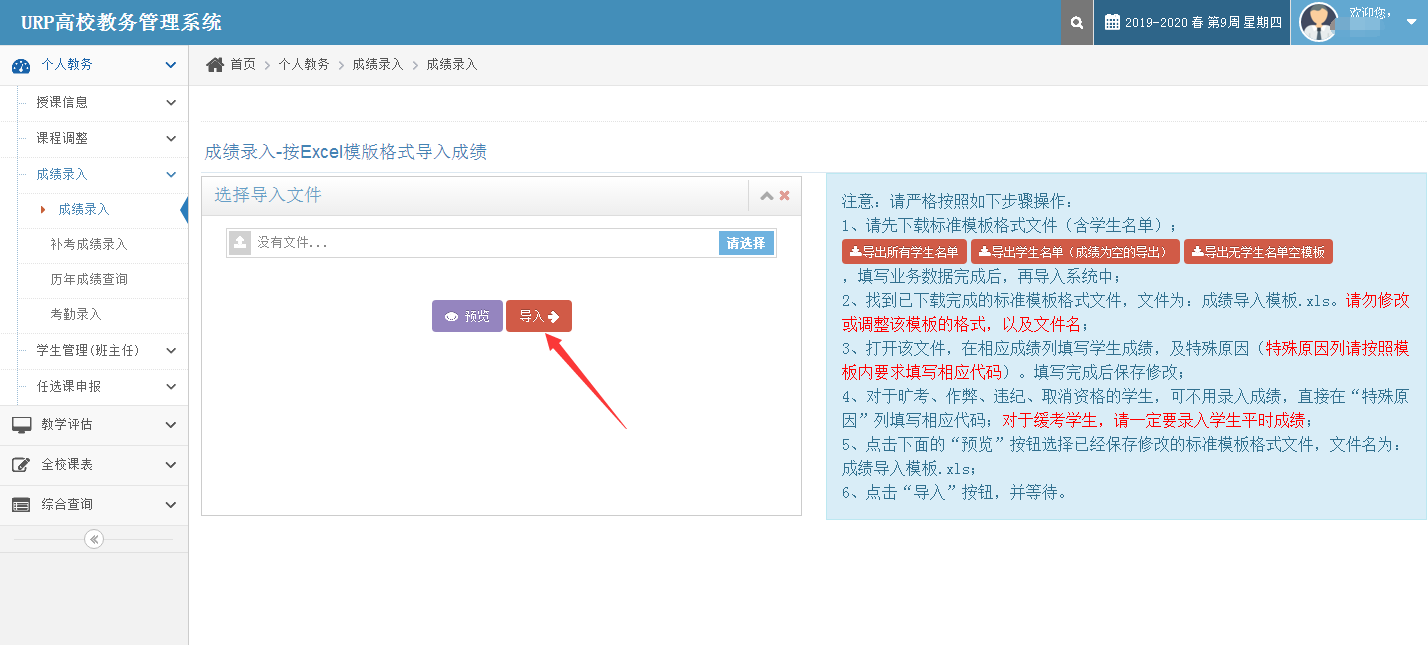 URP高校教务管理系统
2019-2020 春 第9周 星期四
欢迎您,
个人教务
授课信息
课程调整
成绩录入
成绩录入
补考成绩录入
历年成绩查询
考勤录入
学生管理(班主任)
任选课申报
教学评估
全校课表
综合查询
首页 > 个人教务 > 成绩录入 > 成绩录入
成绩录入-按Excel模版格式导入成绩
选择导入文件
没有文件...
请选择
预览
导入
注意：请严格按照如下步骤操作：
1、请先下载标准模板格式文件（含学生名单）；
导出所有学生名单 导出学生名单（成绩为空的导出） 导出无学生名单空模板
，填写业务数据完成后，再导入系统中；
2、找到已下载完成的标准模板格式文件，文件为：成绩导入模板.xls。请勿修改
或调整该模板的格式，以及文件名；
3、打开该文件，在相应成绩列填写学生成绩，及特殊原因（特殊原因列请按照模
板内要求填写相应代码）。填写完成后保存修改；
4、对于旷考、作弊、违纪、取消资格的学生，可不用录入成绩，直接在“特殊原
因”列填写相应代码；对于缓考学生，请一定要录入学生平时成绩；
5、点击下面的“预览”按钮选择已经保存修改的标准模板格式文件，文件名为：
成绩导入模板.xls；
6、点击“导入”按钮，并等待。